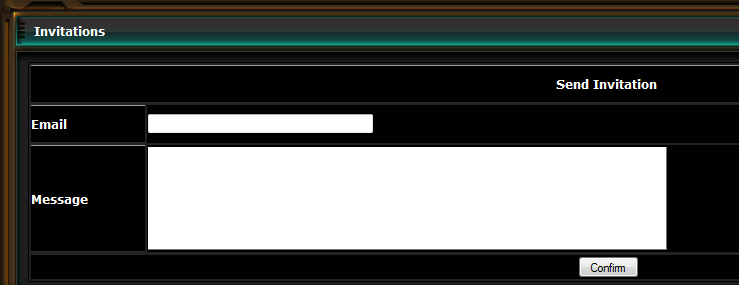 Invitations
Send Invitation
Email
Message
Confirm